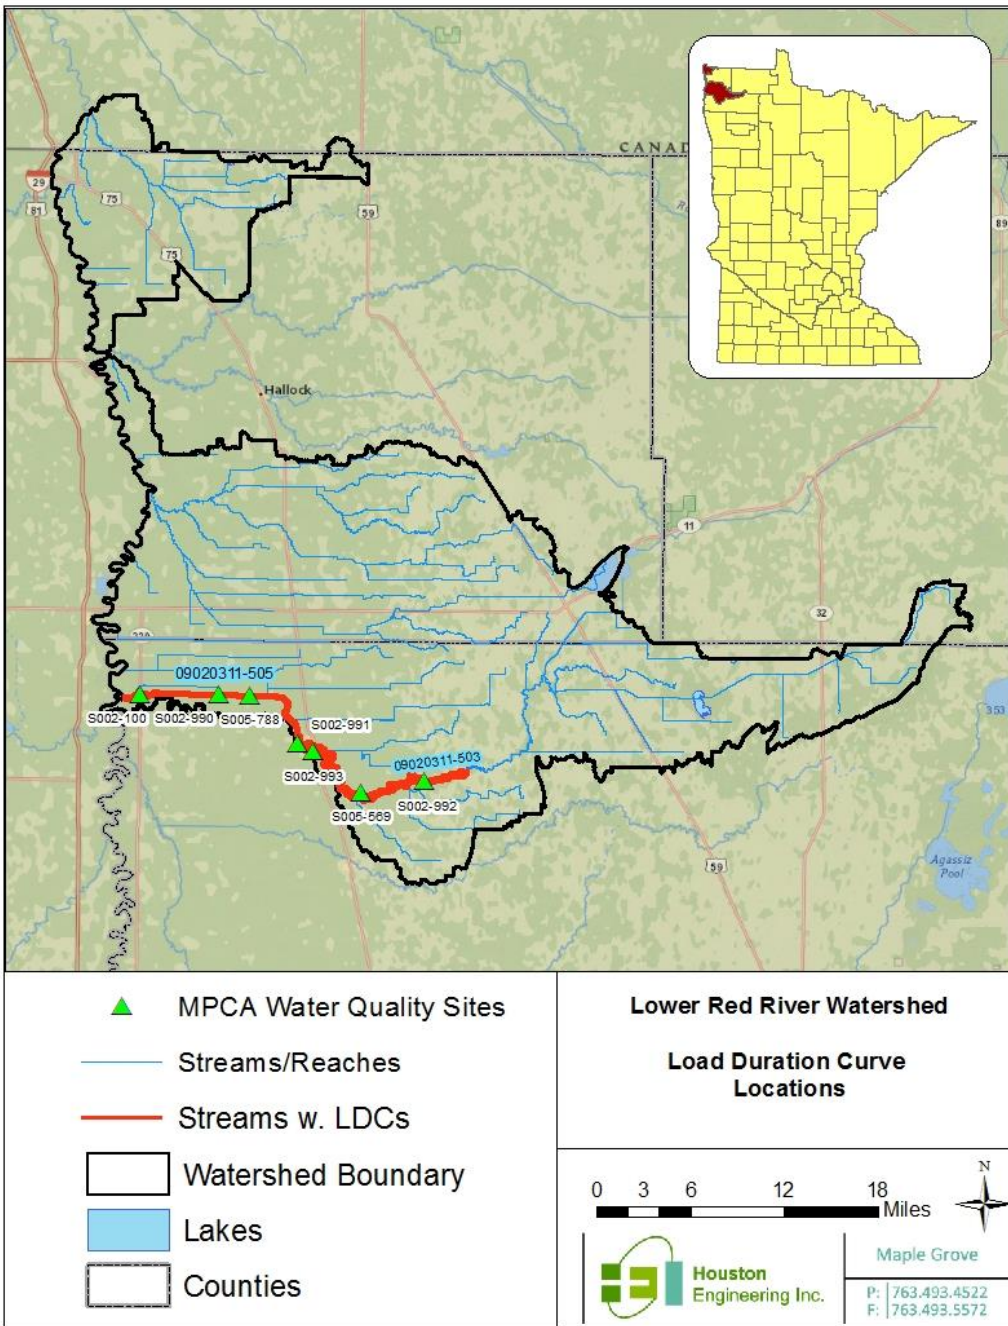 CANAD
29
81
75
59
89
75
Hallock
11
32
220
09020311-505
S002-100
S002-990
S005-788
S002-991
353
S002-993
09020311-503
S002-992
S005-569
59
Agassiz
Pool
MPCA Water Quality Sites
Streams/Reaches
Streams w. LDCs
Watershed Boundary
Lakes
Counties
Lower Red River Watershed
Load Duration Curve
Locations
0 3 6 12 18
Miles
N
Houston
Engineering Inc.
Maple Grove
P: 763.493.4522
F: 763.493.5572